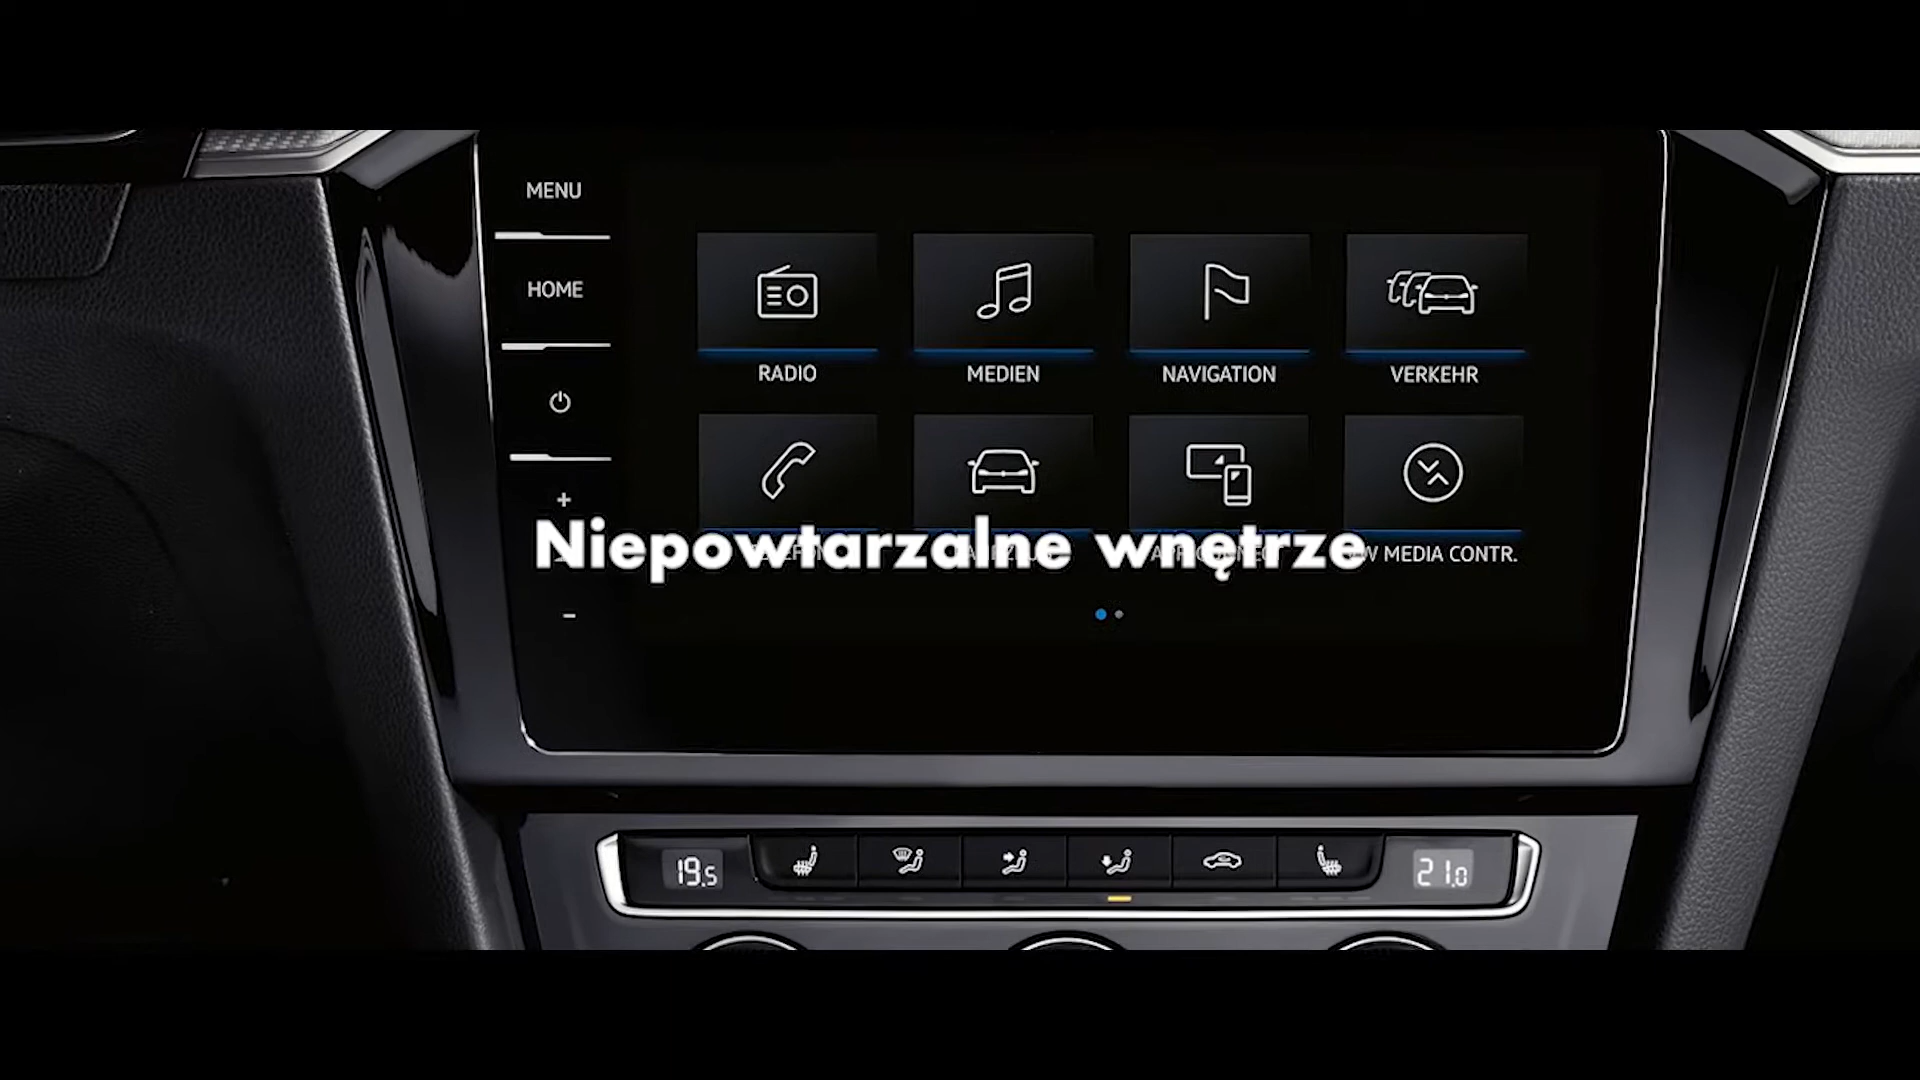 MENU
HOME
RADIO
MEDIEN
NAVIGATION
VERKEHR
Niepowtarzalne wnętrze
MEDIA CONTR.
19.5
21.0